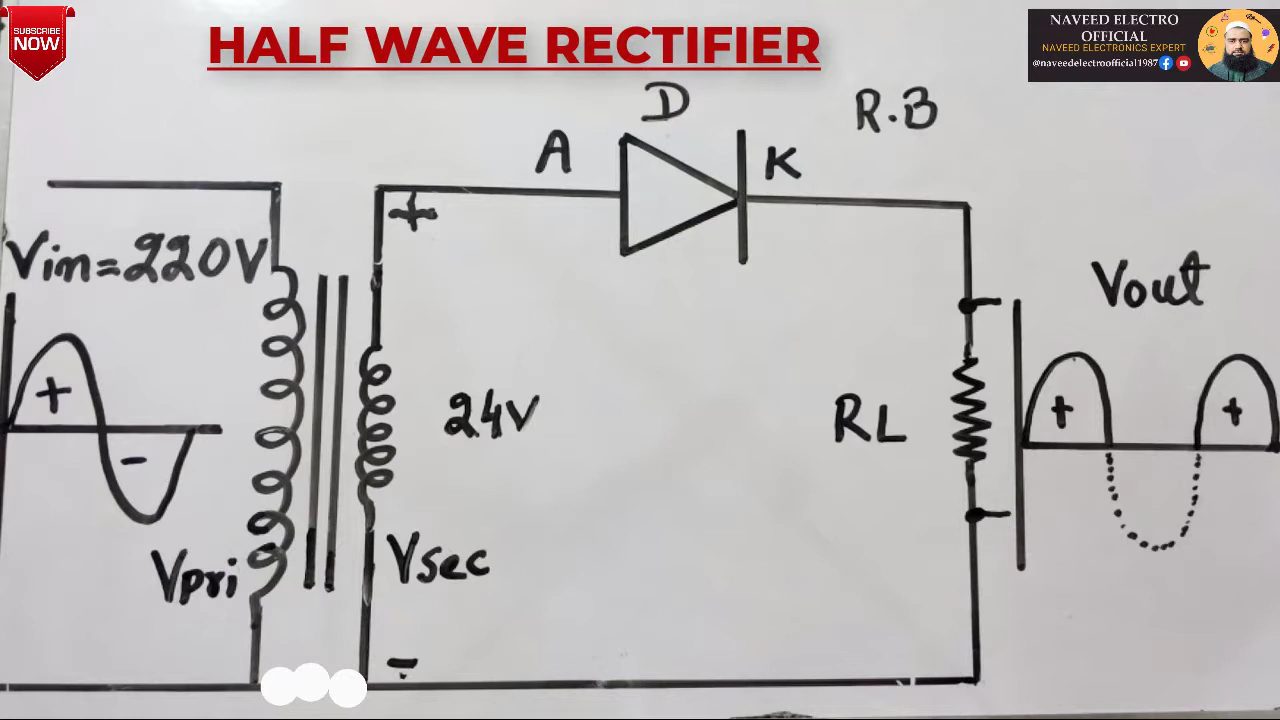 SUBSCRIBE
NOW
HALF WAVE RECTIFIER
NAVEED ELECTRO
OFFICIAL
NAVEED ELECTRONICS EXPERT
@naveedelectroofficial1987
D
R.B
A
K
+
Vin=220V
Vout
+
-
24V
RL
+
+
Vpri
Vsec
-